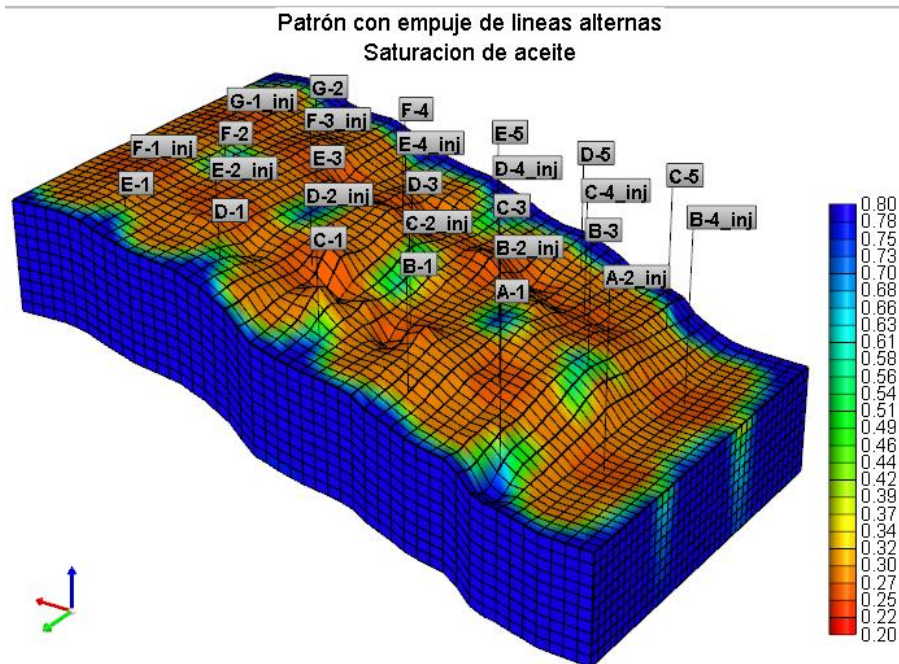 Patrón con empuje de lineas alternas
Saturacion de aceite
G-2
G-1_inj
F-4
F-3_inj
F-2
E-5
E-4_inj
F-1_inj
D-5
E-3
E-2_inj
D-4_inj
C-5
E-1
D-3
D-2_inj
C-4_inj
D-1
C-3
B-4_inj
C-2_inj
B-3
C-1
B-2_inj
B-1
A-2_inj
A-1
0.80
0.78
0.75
0.73
0.70
0.68
0.66
0.63
0.61
0.58
0.56
0.54
0.51
0.49
0.46
0.44
0.42
0.39
0.37
0.34
0.32
0.30
0.27
0.25
0.22
0.20